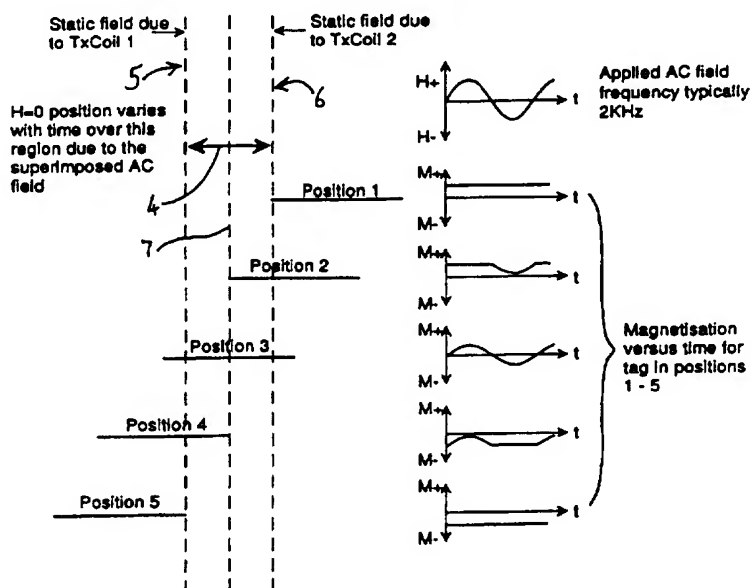 Static field due
to TxCoil 1
Static field due
to TxCoil 2
5
6
H=0 position varies
with time over this
region due to the
superimposed AC
field
4
7
Position 1
Position 2
Position 3
Position 4
Position 5
H+
H-
t
Applied AC field
frequency typically
2KHz
M+
M-
t
M+
M-
t
M+
M-
t
M+
M-
t
M+
M-
t
Magnetisation
versus time for
tag in positions
1 - 5